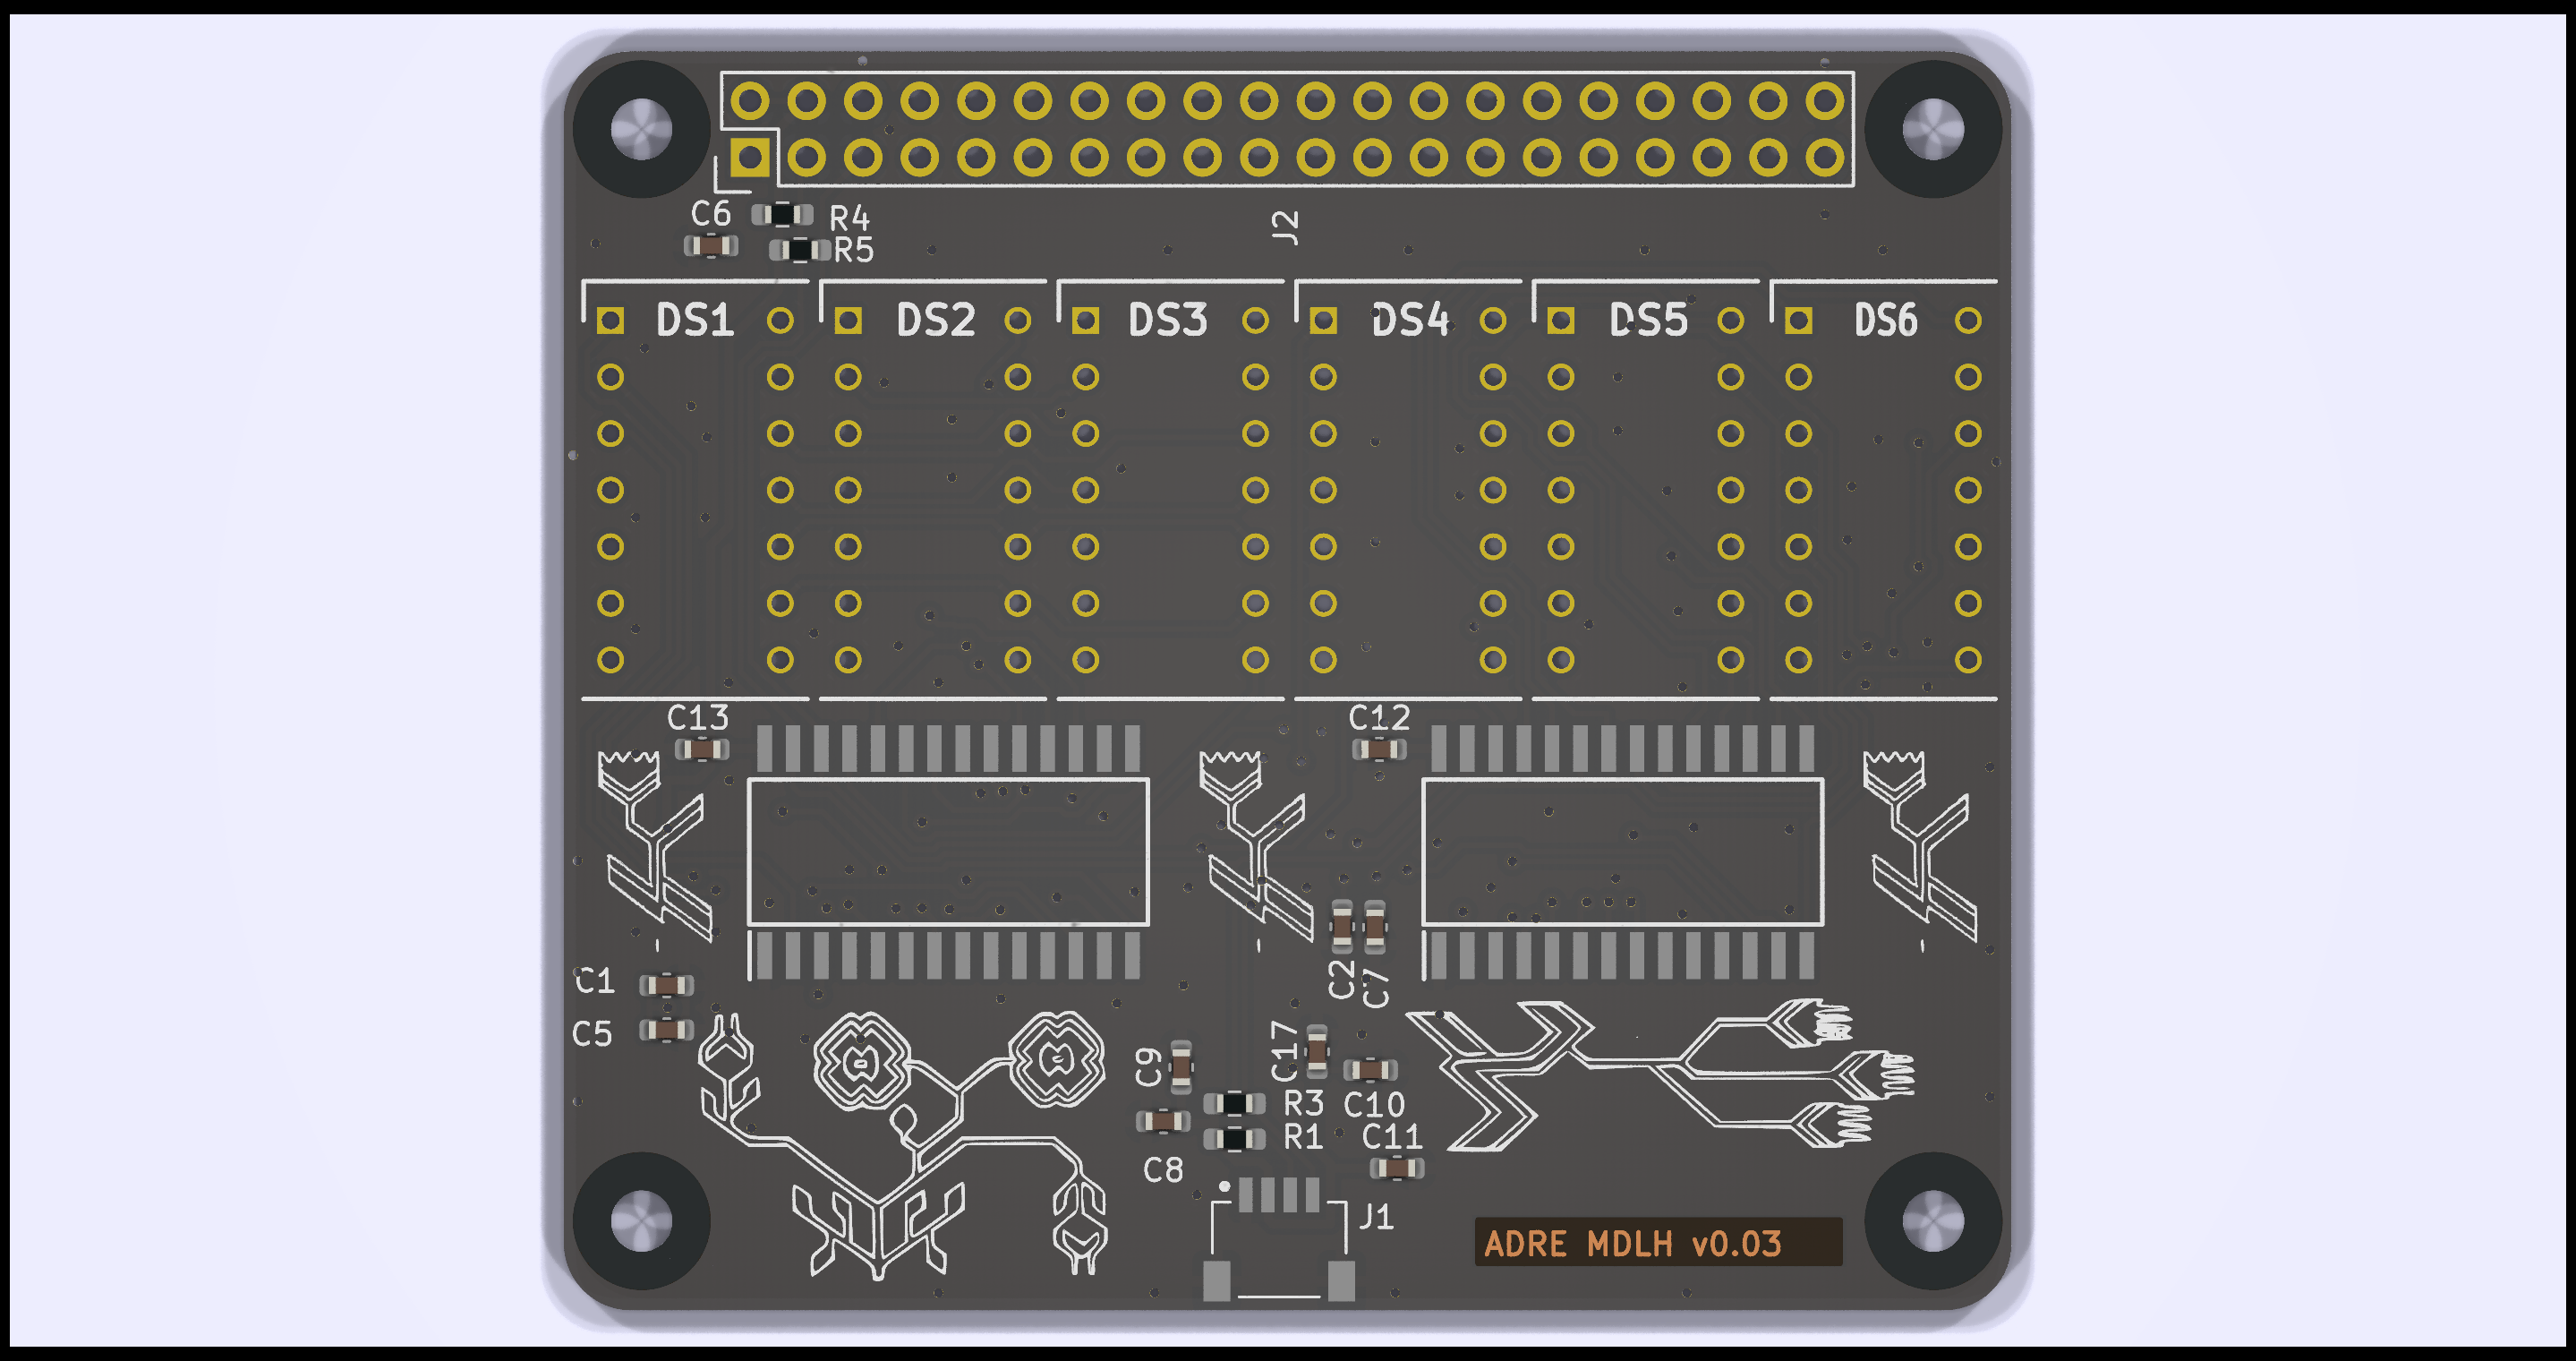 C6
R4
R5
J2
DS1 DS2 DS3 DS4 DS5 DS6
C13
C12
C1
C5
C2
C7
C9
C17
R3
C10
R1
C11
C8
J1
ADRE MDLH v0.03